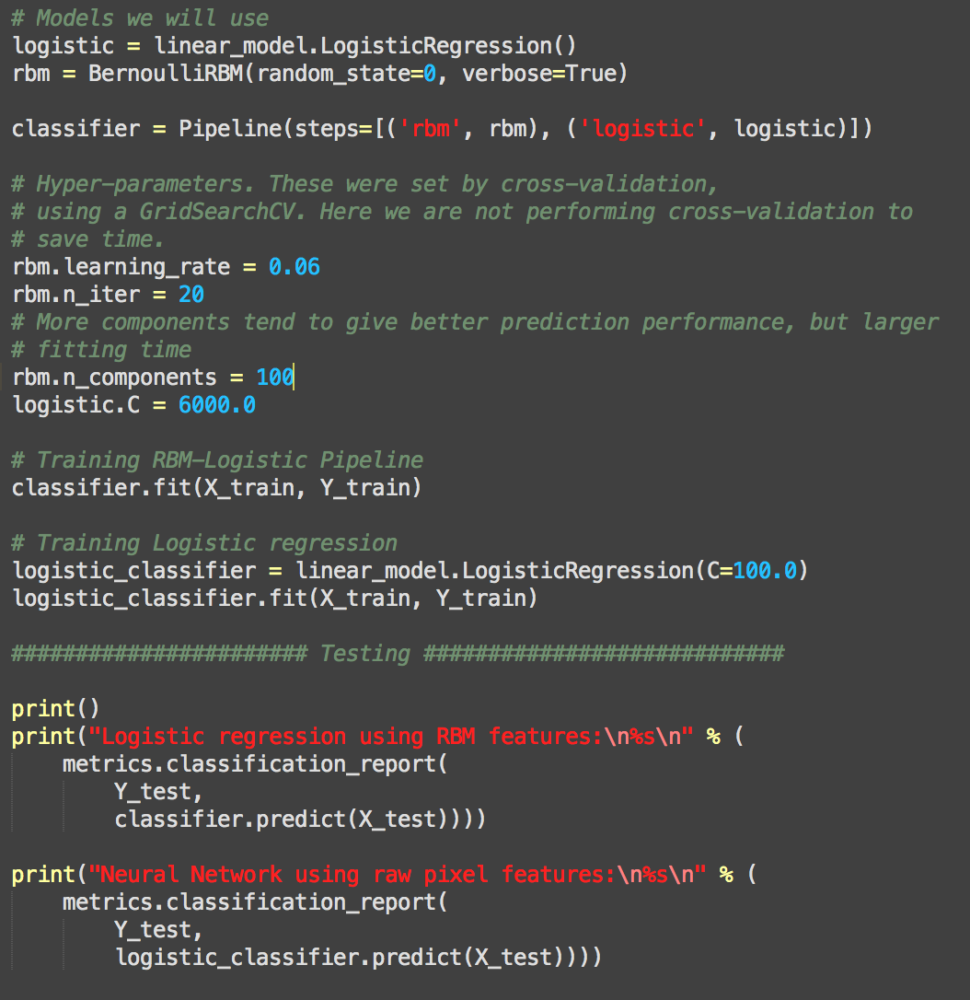 # Models we will use
logistic = linear_model.LogisticRegression()
rbm = BernoulliRBM(random_state=0, verbose=True)

classifier = Pipeline(steps=[('rbm', rbm), ('logistic', logistic)])

# Hyper-parameters. These were set by cross-validation,
# using a GridSearchCV. Here we are not performing cross-validation to
# save time.
rbm.learning_rate = 0.06
rbm.n_iter = 20
# More components tend to give better prediction performance, but larger
# fitting time
rbm.n_components = 100
logistic.C = 6000.0

# Training RBM-Logistic Pipeline
classifier.fit(X_train, Y_train)

# Training Logistic regression
logistic_classifier = linear_model.LogisticRegression(C=100.0)
logistic_classifier.fit(X_train, Y_train)

####################### Testing ############################

print()
print("Logistic regression using RBM features:\n%s\n" % (
    metrics.classification_report(
        Y_test,
        classifier.predict(X_test))))

print("Neural Network using raw pixel features:\n%s\n" % (
    metrics.classification_report(
        Y_test,
        logistic_classifier.predict(X_test))))